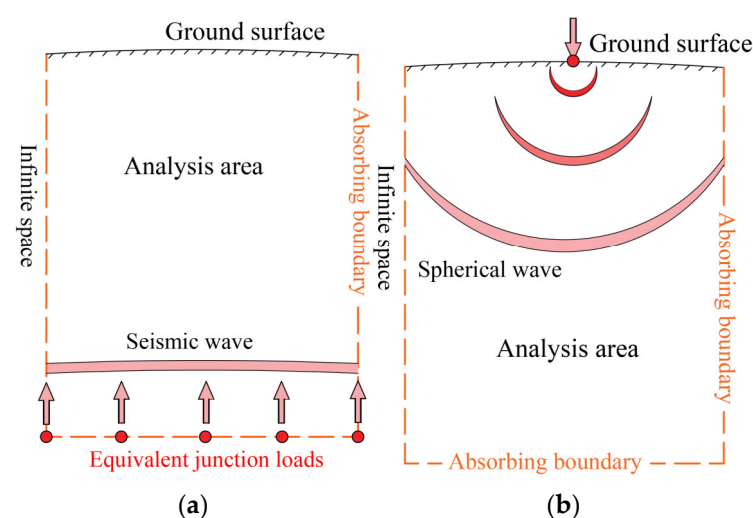 Ground surface
Infinite space
Analysis area
Absorbing boundary
Seismic wave
Equivalent junction loads
(a)
Ground surface
Infinite space
Spherical wave
Absorbing boundary
Analysis area
Absorbing boundary
(b)